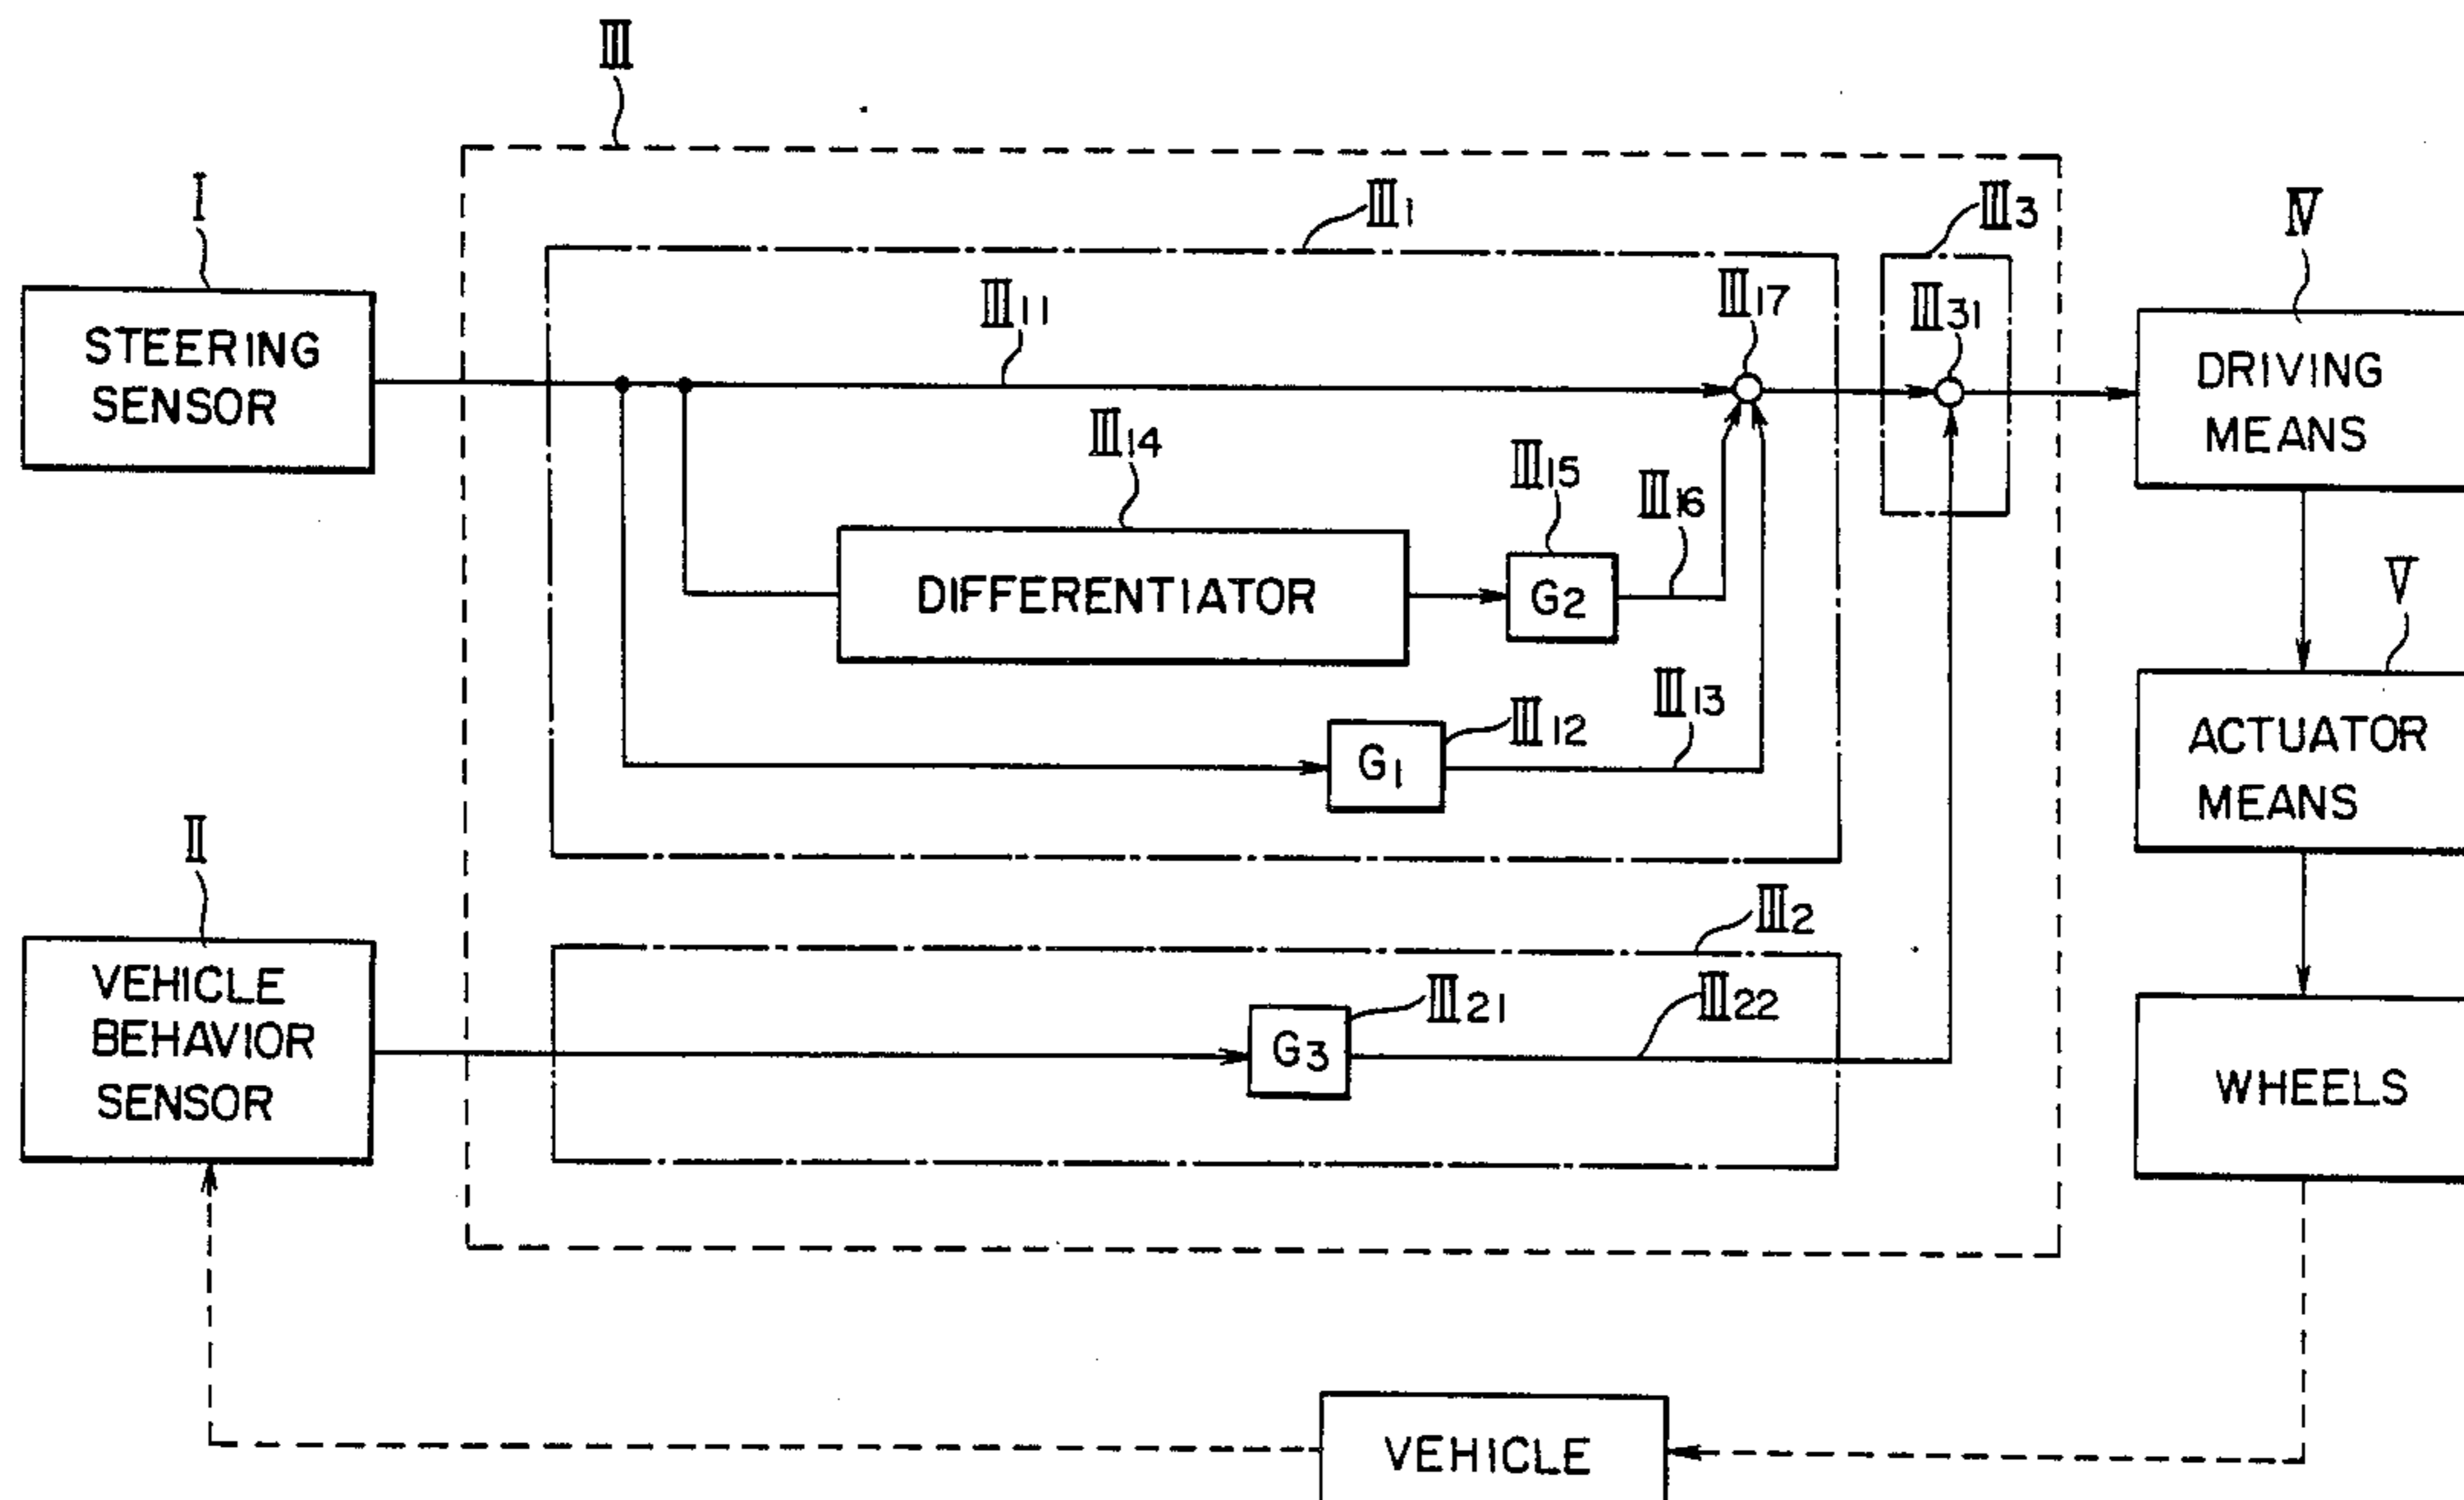 III
I
III1
III3
IV
STEERING
SENSOR
III11
III17
III31
DRIVING
MEANS
III14
III15
III16
DIFFERENTIATOR
G2
V
III13
III12
G1
ACTUATOR
MEANS
II
III2
VEHICLE
BEHAVIOR
SENSOR
III21
III22
G3
WHEELS
VEHICLE